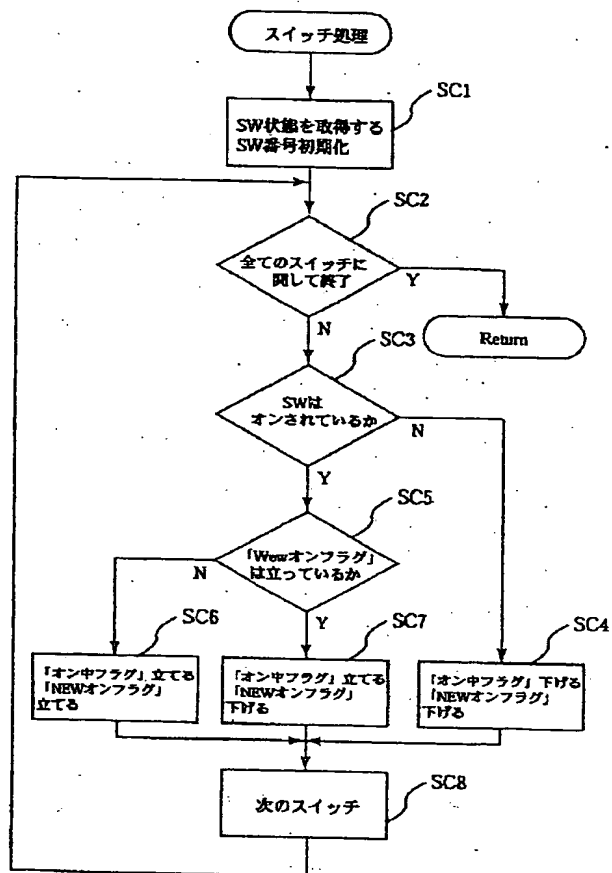 スイッチ処理
SC1
SW状態を取得する
SW番号初期化
SC2
全てのスイッチに
関して終了
Y
N
Return
SC3
SWは
オンされているか
N
Y
SC5
「Wewオンフラグ」
は立っているか
N
Y
SC6
SC7
SC4
「オン中フラグ」立てる
「NEWオンフラグ」
立てる
「オン中フラグ」立てる
「NEWオンフラグ」
下げる
「オン中フラグ」下げる
「NEWオンフラグ」
下げる
SC8
次のスイッチ